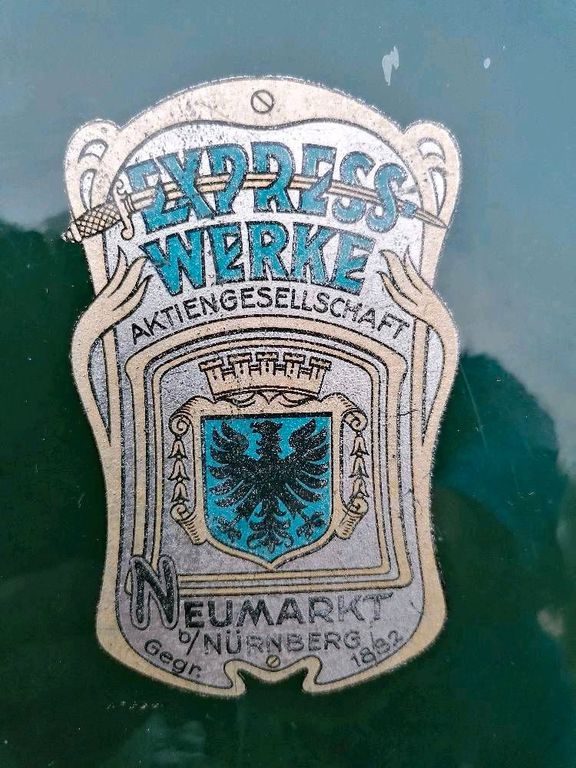 EXPRESS
WERKE
AKTIENGESELLSCHAFT
NEUMARKT
b/ NÜRNBERG
Gegr. 1882